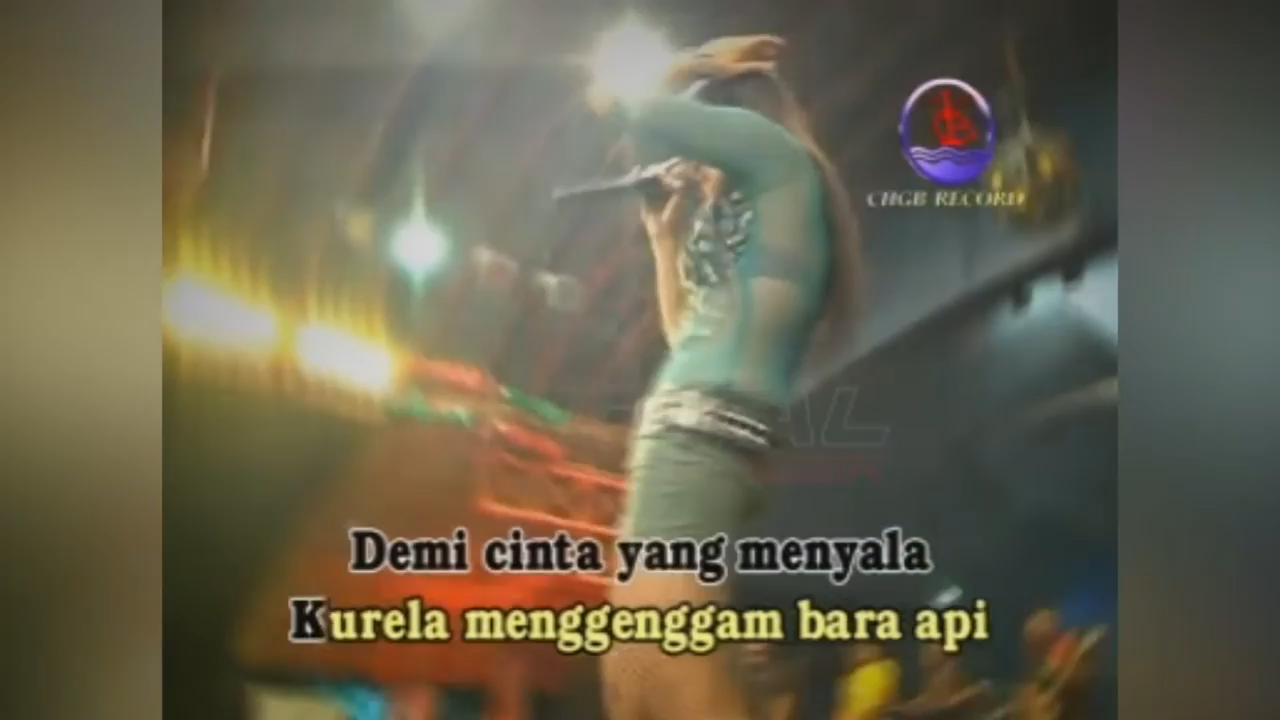 CHGB RECORD
Demi cinta yang menyala
Kurela menggenggam bara api